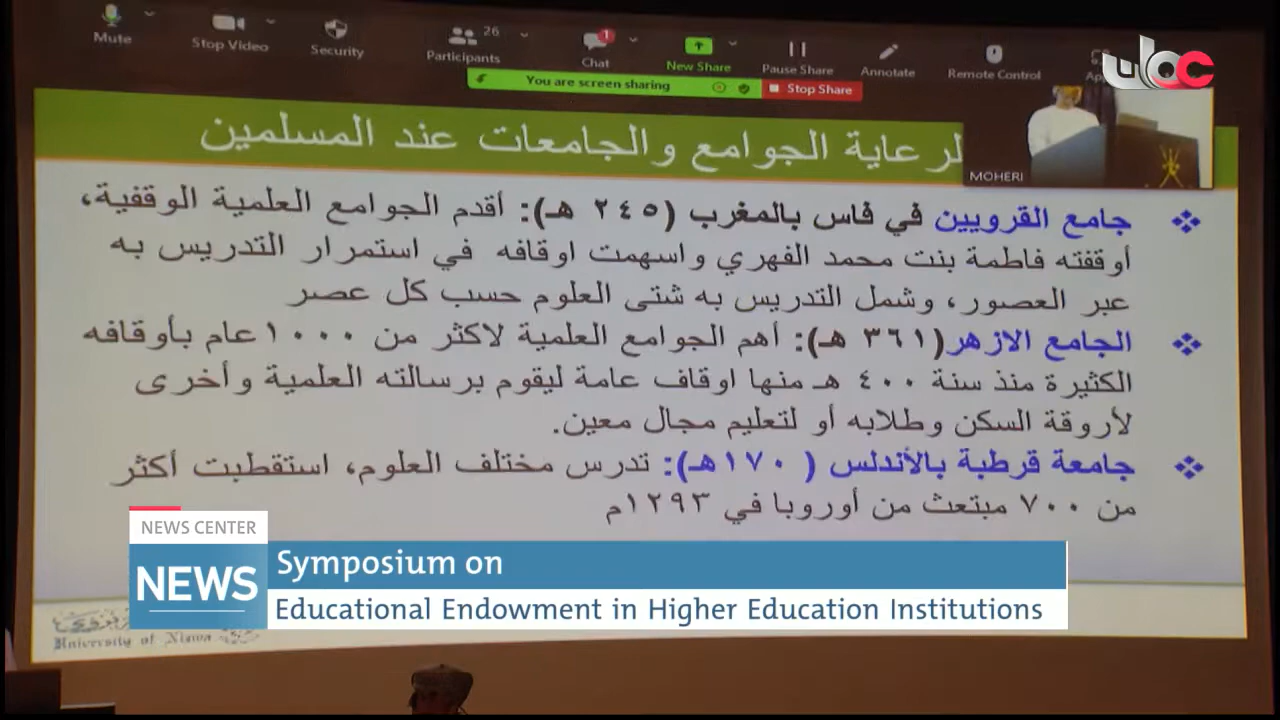 Mute
Stop Video
Security
26
Participants
1
Chat
New Share
Pause Share
Annotate
Remote Control
You are screen sharing
Stop Share
لرعاية الجوامع والجامعات عند المسلمين
MOHERI
❖ جامع القرويين في فاس بالمغرب (٢٤٥ هـ): أقدم الجوامع العلمية الوقفية،
أوقفته فاطمة بنت محمد الفهري واسهمت اوقافه في استمرار التدريس به
عبر العصور، وشمل التدريس به شتى العلوم حسب كل عصر
❖ الجامع الازهر(٣٦١ هـ): أهم الجوامع العلمية لاكثر من ١٠٠٠ عام بأوقافه
الكثيرة منذ سنة ٤٠٠ هـ منها اوقاف عامة ليقوم برسالته العلمية وأخرى
لأروقة السكن وطلابه أو لتعليم مجال معين.
❖ جامعة قرطبة بالأندلس ( ١٧٠هـ): تدرس مختلف العلوم، استقطبت أكثر
من ٧٠٠ مبتعث من أوروبا في ١٢٩٣م
NEWS CENTER
NEWS
Symposium on
Educational Endowment in Higher Education Institutions
University of Nizwa